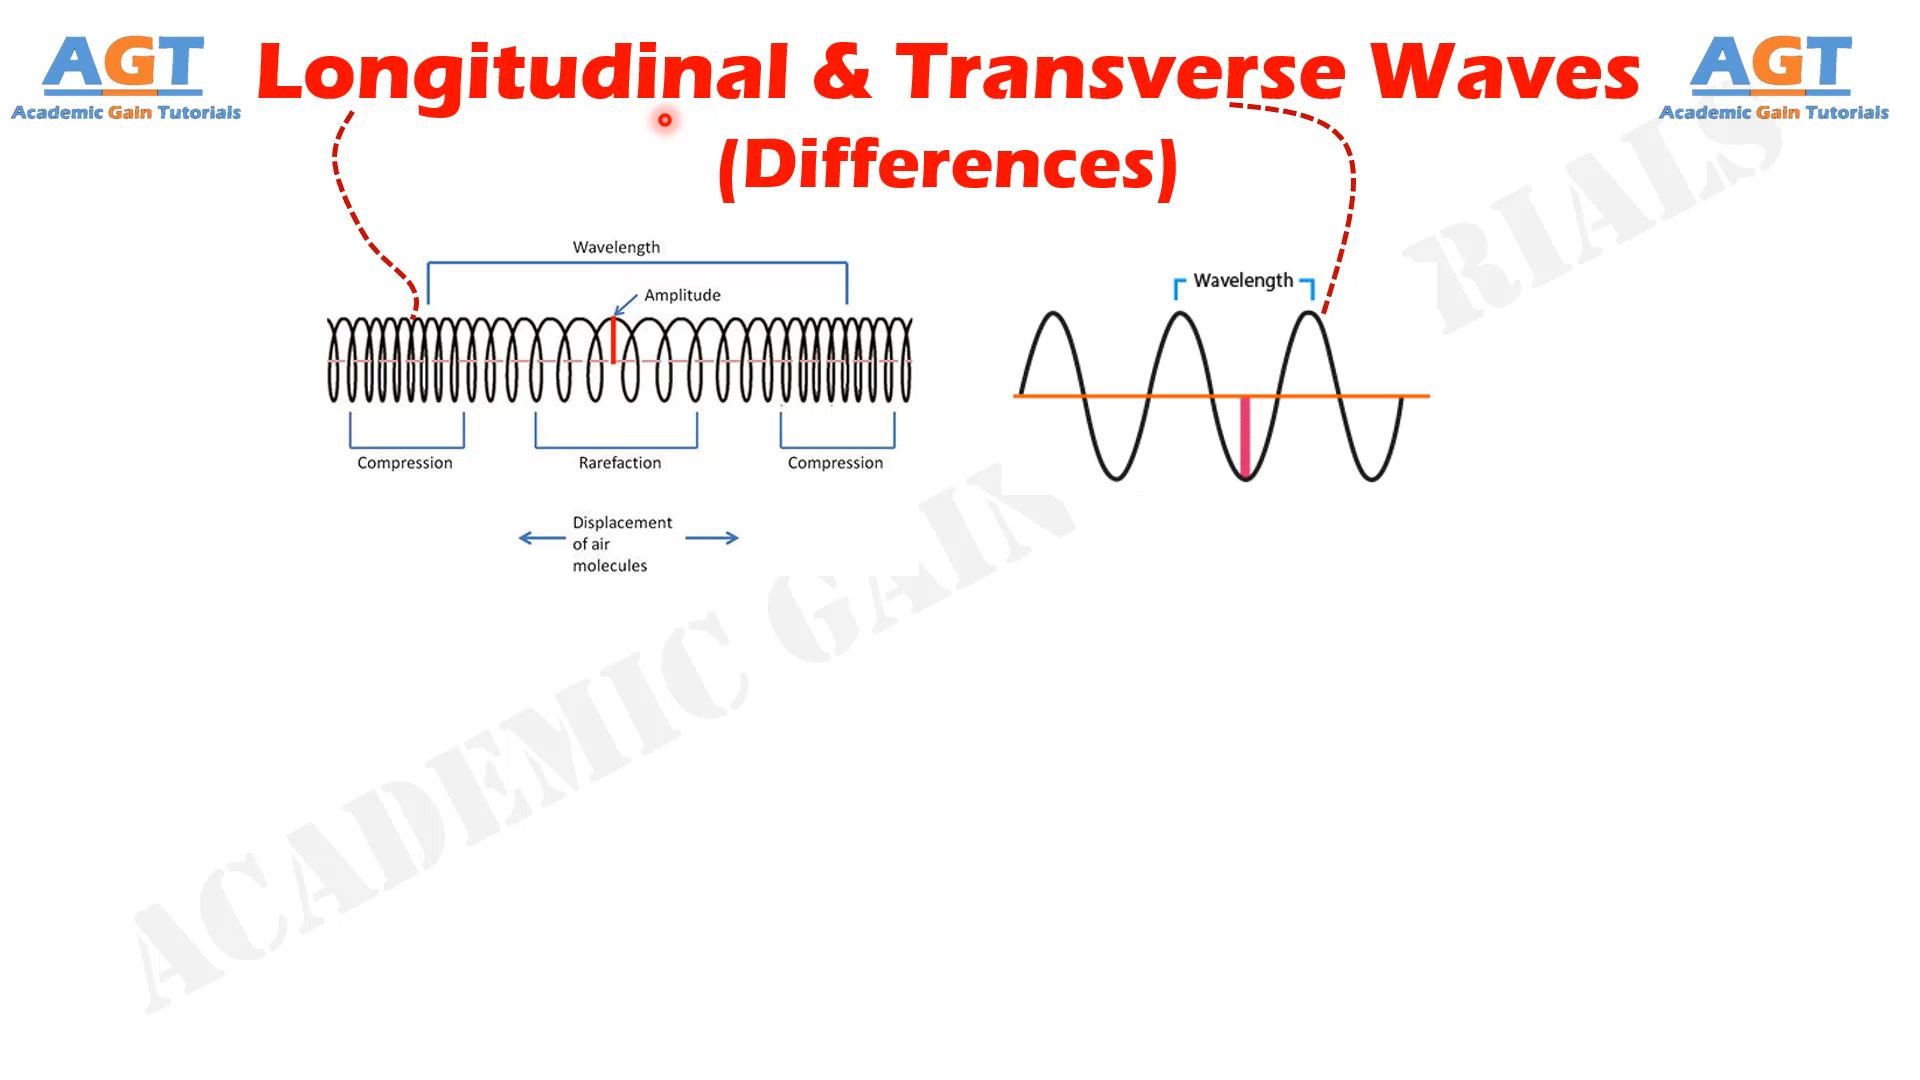 AGT
Academic Gain Tutorials
Longitudinal & Transverse Waves
(Differences)
AGT
Academic Gain Tutorials
Wavelength
Amplitude
Compression
Rarefaction
Compression
Displacement
of air
molecules
Wavelength
ACADEMIC GAIN
RIALS